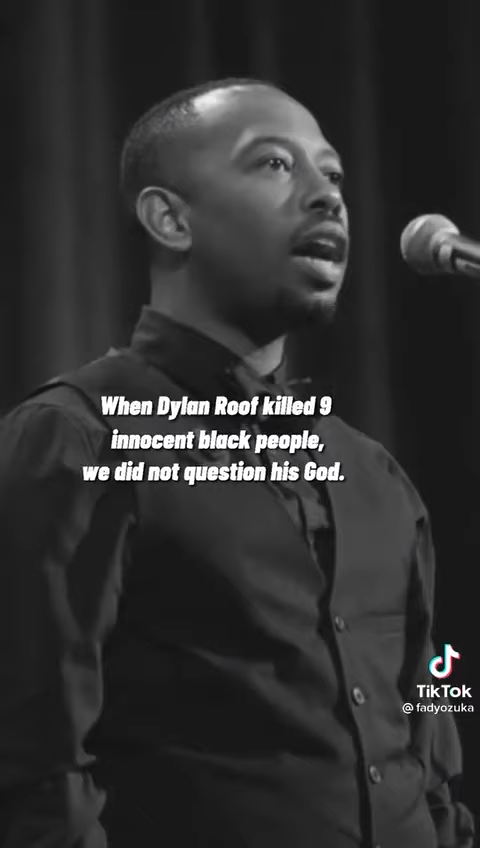 When Dylan Roof killed 9
innocent black people,
we did not question his God.
TikTok
@fadyozuka